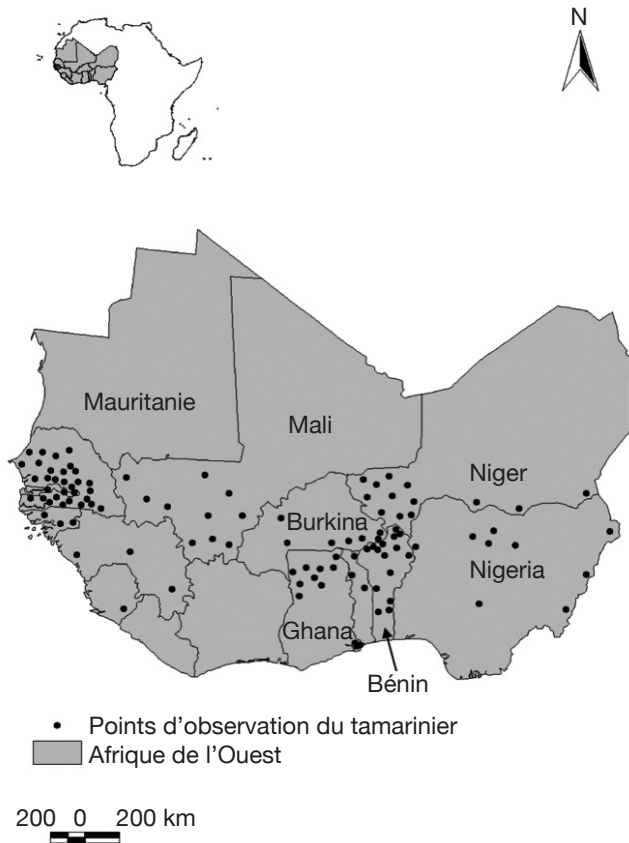 N
Mauritanie
Mali
Niger
Burkina
Nigeria
Ghana
Bénin
Points d’observation du tamarinier
Afrique de l’Ouest
200 0 200 km